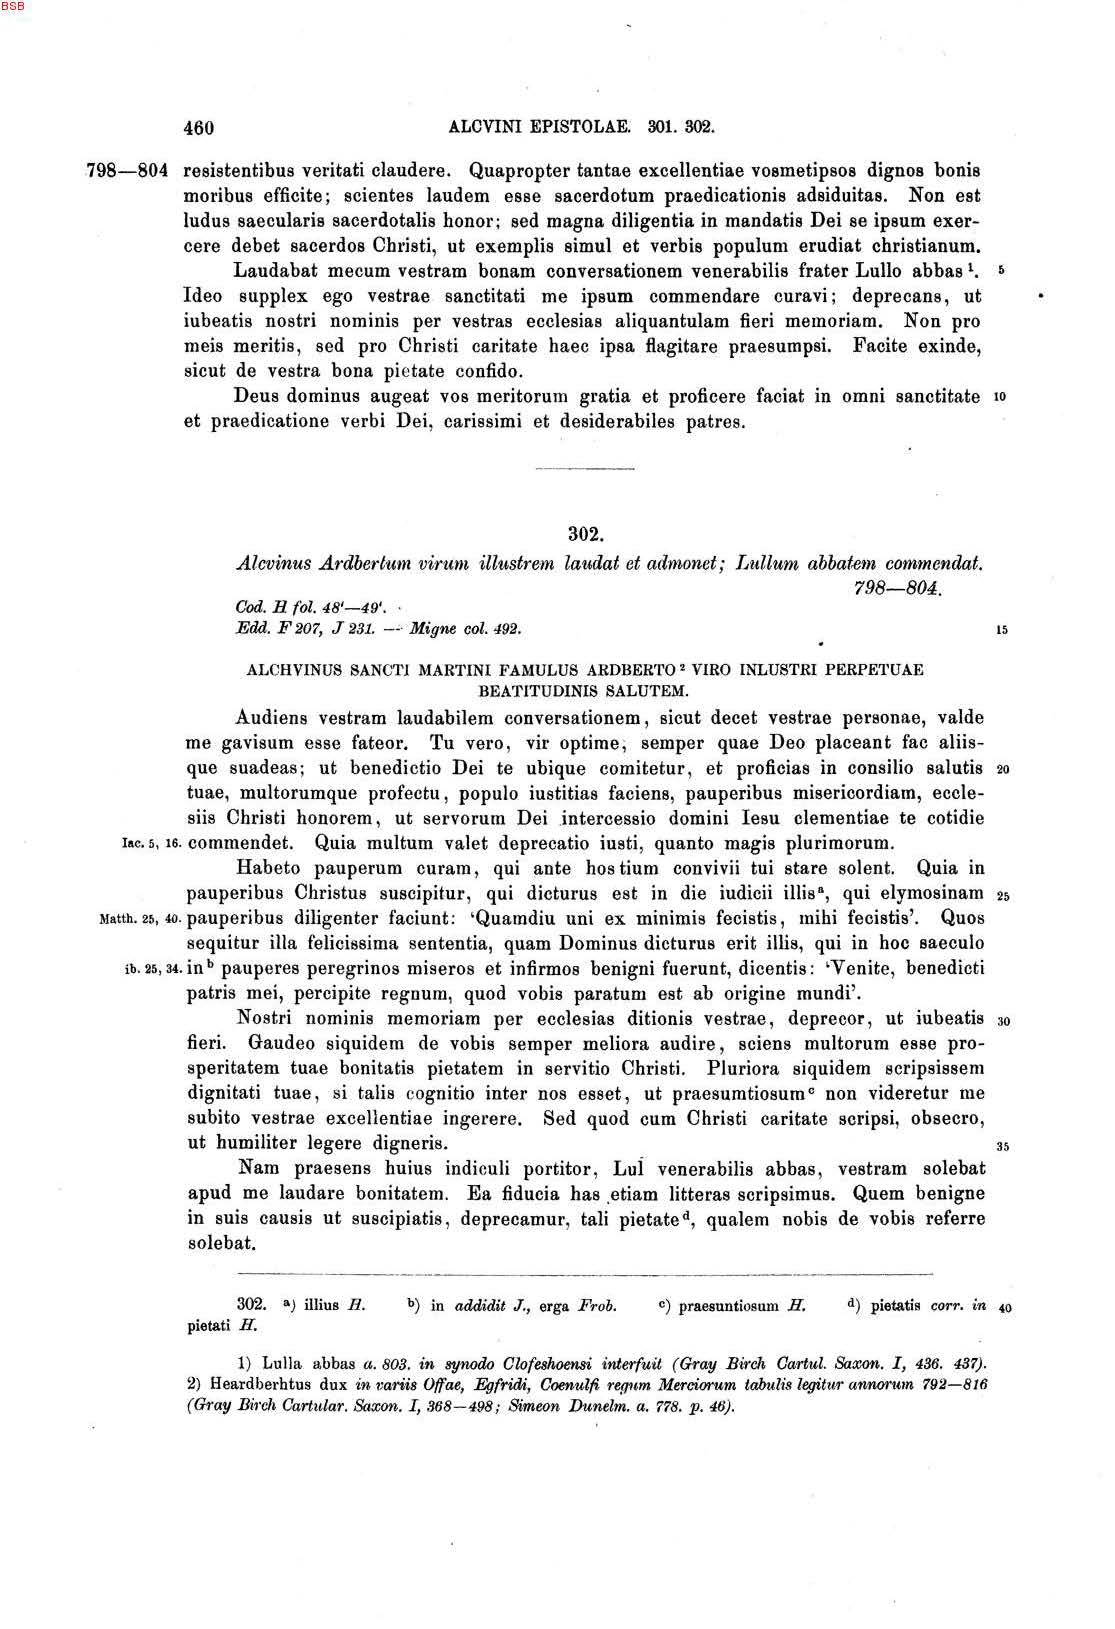 BSB
460 ALCVINI EPISTOLAE. 301. 302.
798—804 resistentibus veritati claudere. Quapropter tantae excellentiae vosmetipsos dignos bonis
moribus efficite; scientes laudem esse sacerdotum praedicationis adsiduitas. Non est
ludus saecularis sacerdotalis honor; sed magna diligentia in mandatis Dei se ipsum exer-
cere debet sacerdos Christi, ut exemplis simul et verbis populum erudiat christianum.
Laudabat mecum vestram bonam conversationem venerabilis frater Lullo abbas¹. 5
Ideo supplex ego vestrae sanctitati me ipsum commendare curavi; deprecans, ut
iubeatis nostri nominis per vestras ecclesias aliquantulam fieri memoriam. Non pro
meis meritis, sed pro Christi caritate haec ipsa flagitare praesumpsi. Facite exinde,
sicut de vestra bona pietate confido.
Deus dominus augeat vos meritorum gratia et proficere faciat in omni sanctitate 10
et praedicatione verbi Dei, carissimi et desiderabiles patres.
302.
Alcvinus Ardbertum virum illustrem laudat et admonet; Lullum abbatem commendat.
798—804.
Cod. H fol. 48'—49'.
Edd. F 207, J 231. — Migne col. 492. 15
ALCHVINUS SANCTI MARTINI FAMULUS ARDBERTO² VIRO INLUSTRI PERPETUAE
BEATITUDINIS SALUTEM.
Audiens vestram laudabilem conversationem, sicut decet vestrae personae, valde
me gavisum esse fateor. Tu vero, vir optime, semper quae Deo placeant fac aliis-
que suadeas; ut benedictio Dei te ubique comitetur, et proficias in consilio salutis 20
tuae, multorumque profectu, populo iustitias faciens, pauperibus misericordiam, eccle-
siis Christi honorem, ut servorum Dei intercessio domini Iesu clementiae te cotidie
Iac. 5, 16. commendet. Quia multum valet deprecatio iusti, quanto magis plurimorum.
Habeto pauperum curam, qui ante hostium convivii tui stare solent. Quia in
pauperibus Christus suscipitur, qui dicturus est in die iudicii illisᵃ, qui elymosinam 25
Matth. 25, 40. pauperibus diligenter faciunt: ‘Quamdiu uni ex minimis fecistis, mihi fecistis’. Quos
sequitur illa felicissima sententia, quam Dominus dicturus erit illis, qui in hoc saeculo
ib. 25, 34. inᵇ pauperes peregrinos miseros et infirmos benigni fuerunt, dicentis: ‘Venite, benedicti
patris mei, percipite regnum, quod vobis paratum est ab origine mundi’.
Nostri nominis memoriam per ecclesias ditionis vestrae, deprecor, ut iubeatis 30
fieri. Gaudeo siquidem de vobis semper meliora audire, sciens multorum esse pro-
speritatem tuae bonitatis pietatem in servitio Christi. Pluriora siquidem scripsissem
dignitati tuae, si talis cognitio inter nos esset, ut praesumtiosumᶜ non videretur me
subito vestrae excellentiae ingerere. Sed quod cum Christi caritate scripsi, obsecro,
ut humiliter legere digneris. 35
Nam praesens huius indiculi portitor, Lul venerabilis abbas, vestram solebat
apud me laudare bonitatem. Ea fiducia has etiam litteras scripsimus. Quem benigne
in suis causis ut suscipiatis, deprecamur, tali pietateᵈ, qualem nobis de vobis referre
solebat.
302. ᵃ) illius H. ᵇ) in addidit J., erga Frob. ᶜ) praesuntiosum H. ᵈ) pietatis corr. in 40
pietati H.
1) Lulla abbas a. 803. in synodo Clofeshoensi interfuit (Gray Birch Cartul. Saxon. I, 436. 437).
2) Heardberhtus dux in variis Offae, Egfridi, Coenulfi regum Merciorum tabulis legitur annorum 792—816
(Gray Birch Cartular. Saxon. I, 368—498; Simeon Dunelm. a. 778. p. 46).